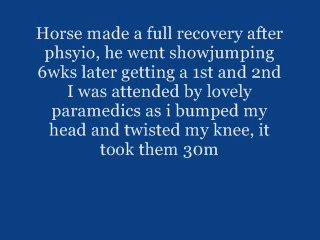 Horse made a full recovery after
phsyio, he went showjumping
6wks later getting a 1st and 2nd
I was attended by lovely
paramedics as i bumped my
head and twisted my knee, it
took them 30m